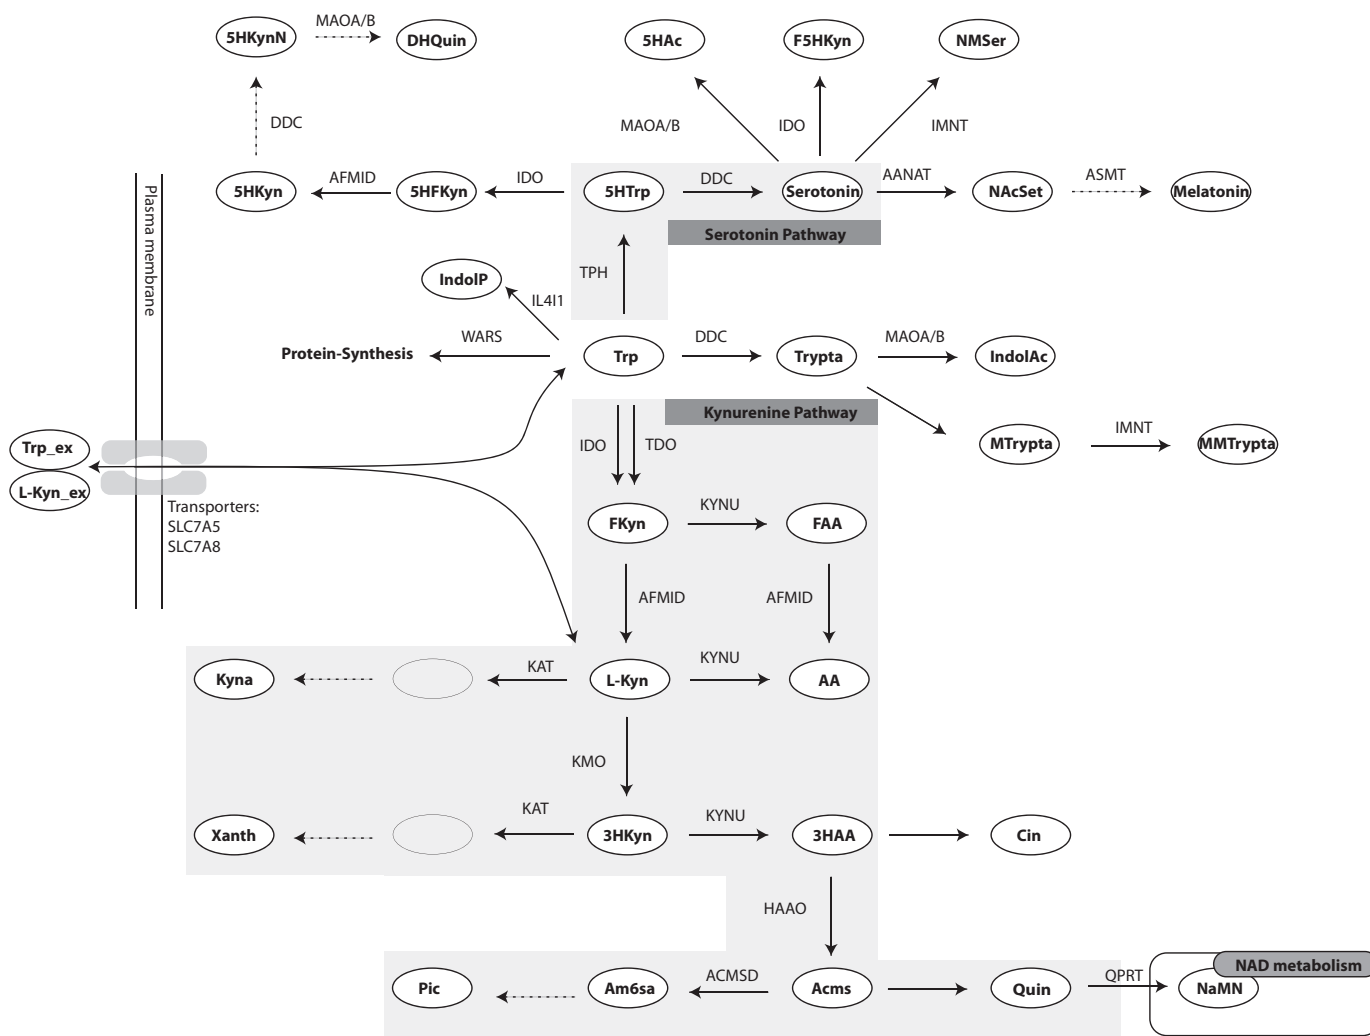 MAOA/B
5HKynN
DHQuin
5HAc
F5HKyn
NMSer
DDC
MAOA/B
IDO
IMNT
AFMID
IDO
DDC
AANAT
ASMT
5HKyn
5HFKyn
5HTrp
Serotonin
NAcSet
Melatonin
Plasma membrane
Serotonin Pathway
TPH
IndolP
IL4I1
WARS
DDC
MAOA/B
Protein-Synthesis
Trp
Trypta
IndolAc
Kynurenine Pathway
IMNT
IDO
TDO
MTrypta
MMTrypta
Trp_ex
L-Kyn_ex
Transporters:
SLC7A5
SLC7A8
KYNU
FKyn
FAA
AFMID
AFMID
KAT
KYNU
Kyna
L-Kyn
AA
KMO
KAT
KYNU
Xanth
3HKyn
3HAA
Cin
HAAO
NAD metabolism
ACMSD
QPRT
Pic
Am6sa
Acms
Quin
NaMN